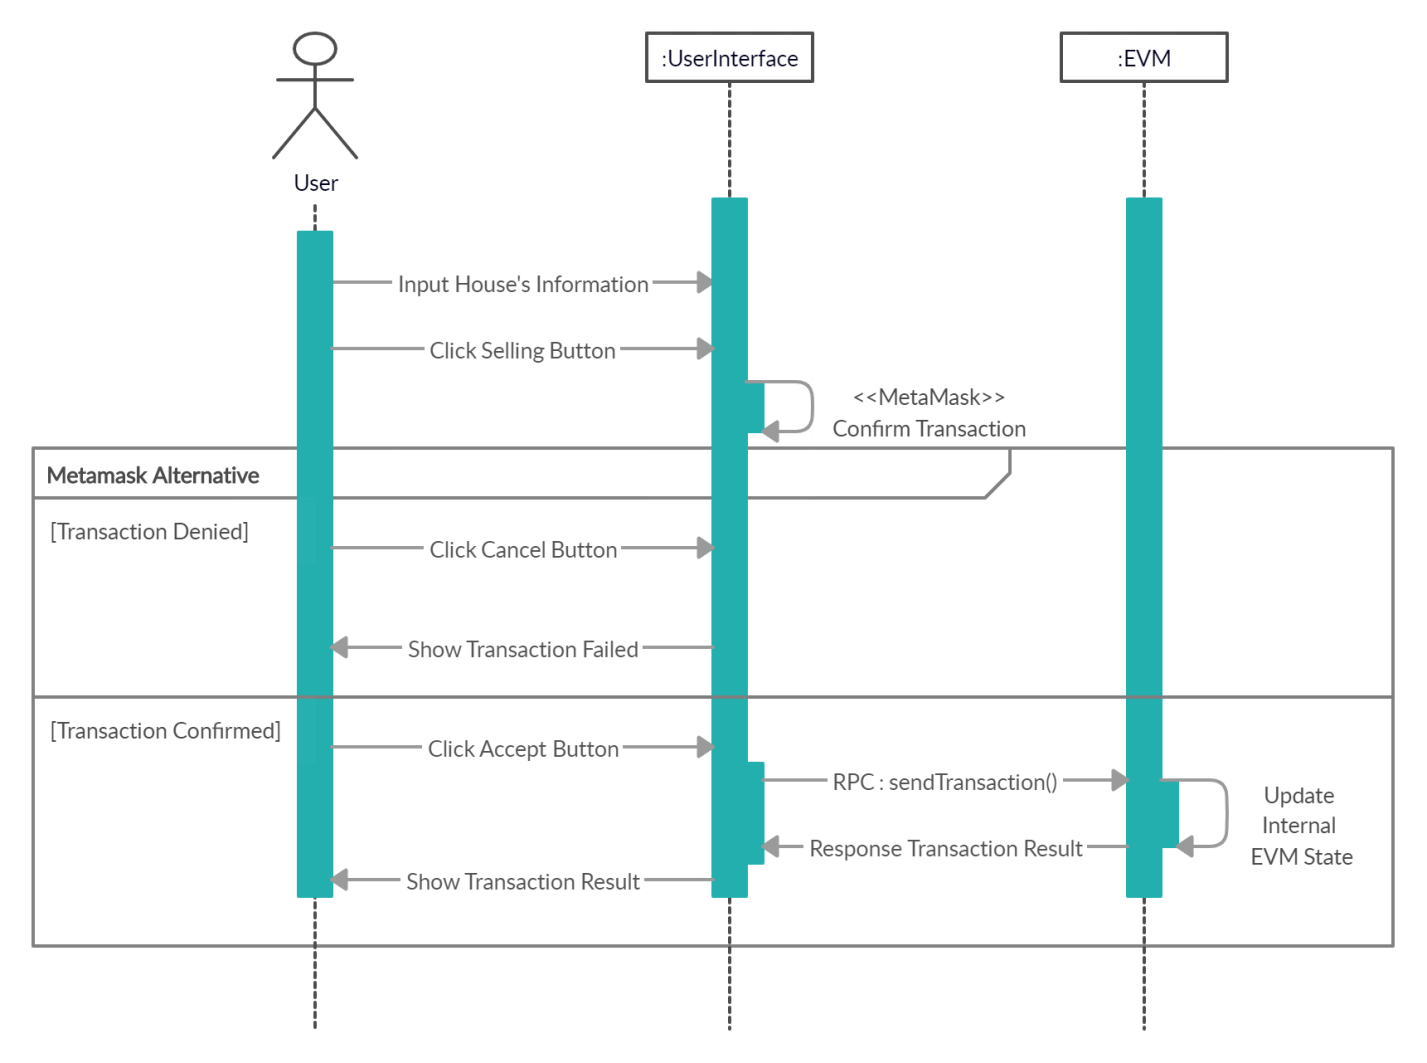 :UserInterface
:EVM
User
Input House's Information
Click Selling Button
<<MetaMask>>
Confirm Transaction
Metamask Alternative
[Transaction Denied]
Click Cancel Button
Show Transaction Failed
[Transaction Confirmed]
Click Accept Button
RPC : sendTransaction()
Update
Internal
EVM State
Response Transaction Result
Show Transaction Result